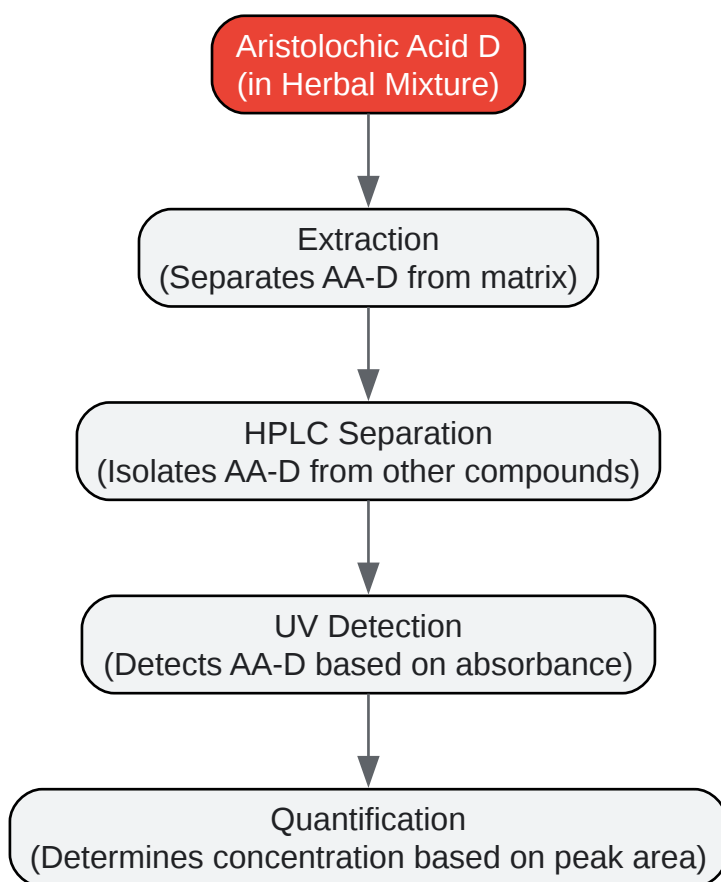 Aristolochic Acid D
(in Herbal Mixture)
Extraction
(Separates AA-D from matrix)
HPLC Separation
(Isolates AA-D from other compounds)
UV Detection
(Detects AA-D based on absorbance)
Quantification
(Determines concentration based on peak area)